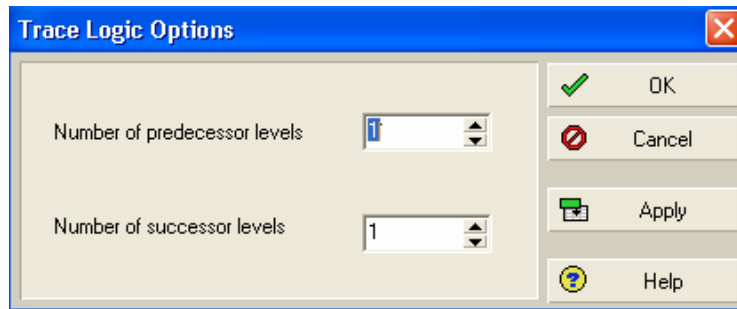 Trace Logic Options
Number of predecessor levels 1
Number of successor levels 1
OK
Cancel
Apply
Help